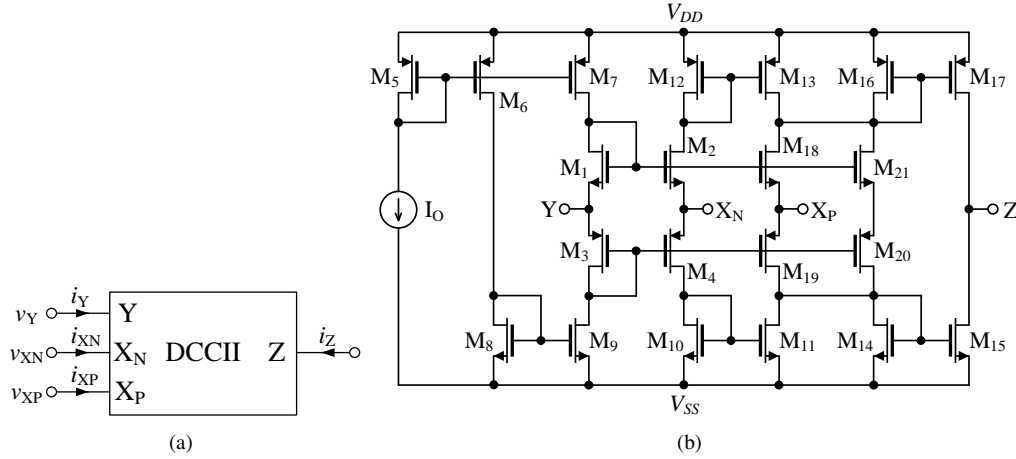 V_DD
M_5
M_6
M_7
M_12
M_13
M_16
M_17
M_1
M_2
M_18
M_21
I_O
Y
X_N
X_P
Z
M_3
M_4
M_19
M_20
M_8
M_9
M_10
M_11
M_14
M_15
V_SS
v_Y
i_Y
Y
v_XN
i_XN
X_N
DCCII
Z
i_Z
v_XP
i_XP
X_P
(a)
(b)